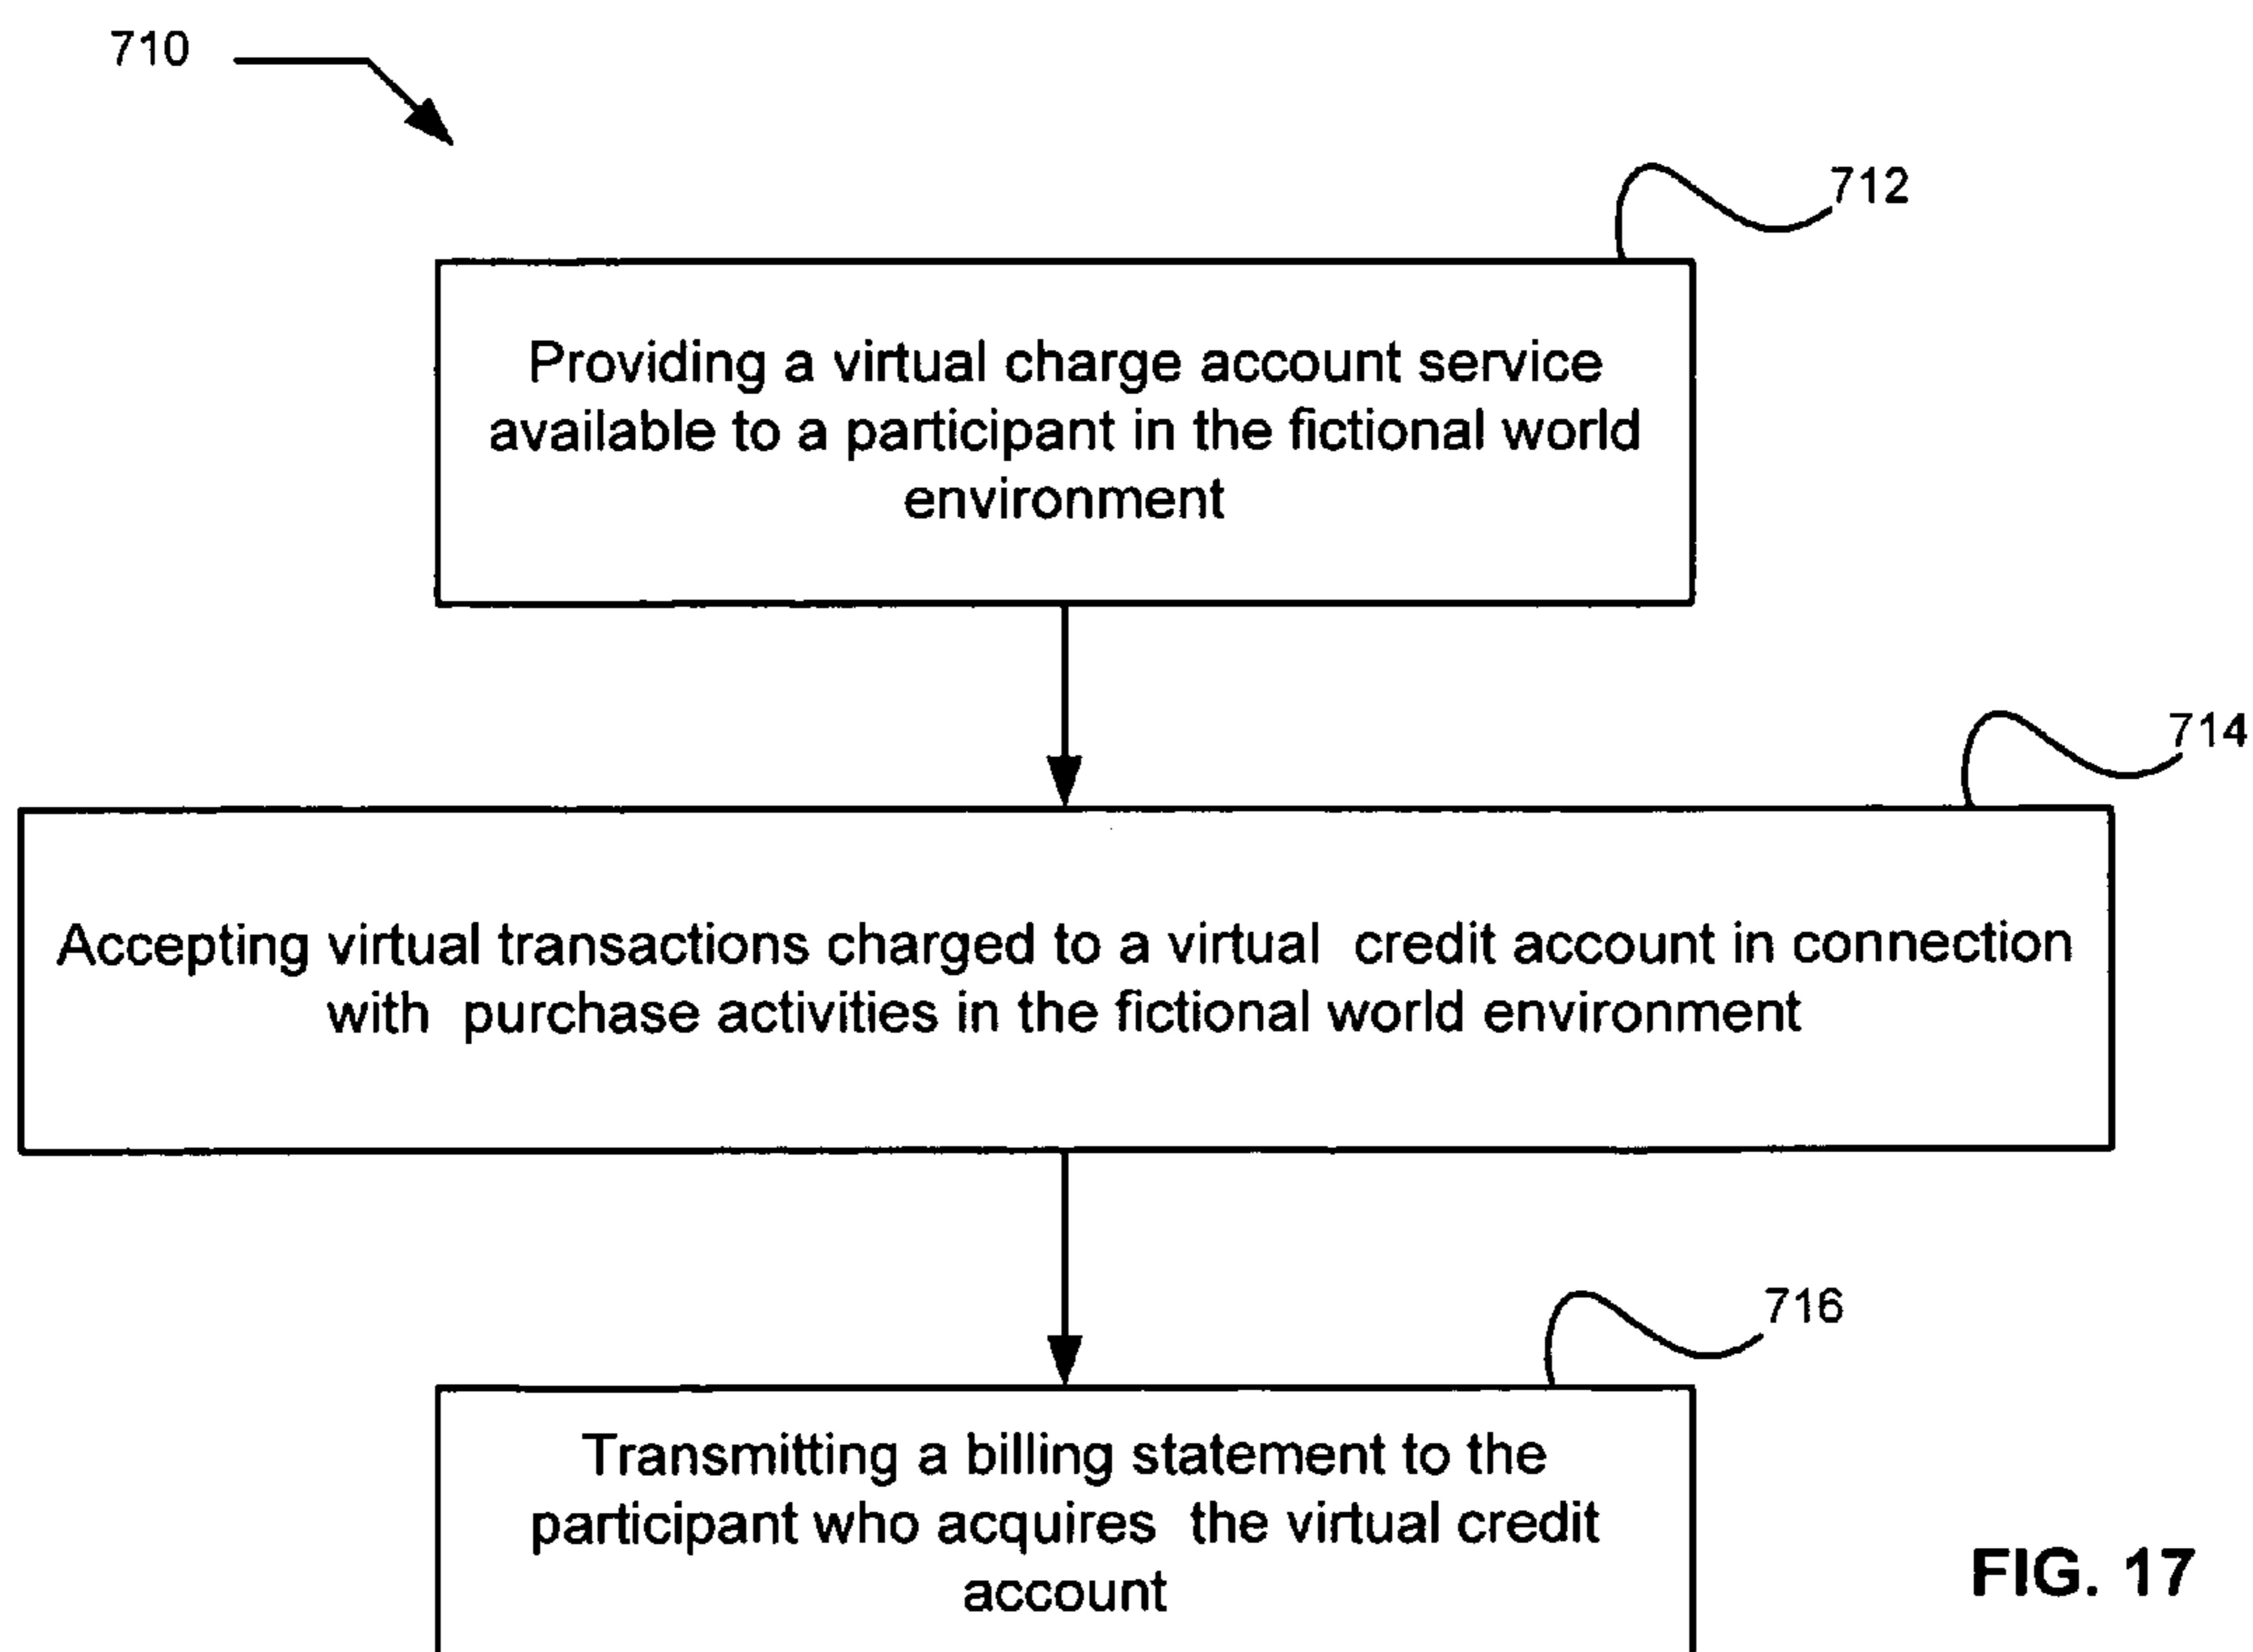 710
712
Providing a virtual charge account service
available to a participant in the fictional world
environment
714
Accepting virtual transactions charged to a virtual credit account in connection
with purchase activities in the fictional world environment
716
Transmitting a billing statement to the
participant who acquires the virtual credit
account
FIG. 17